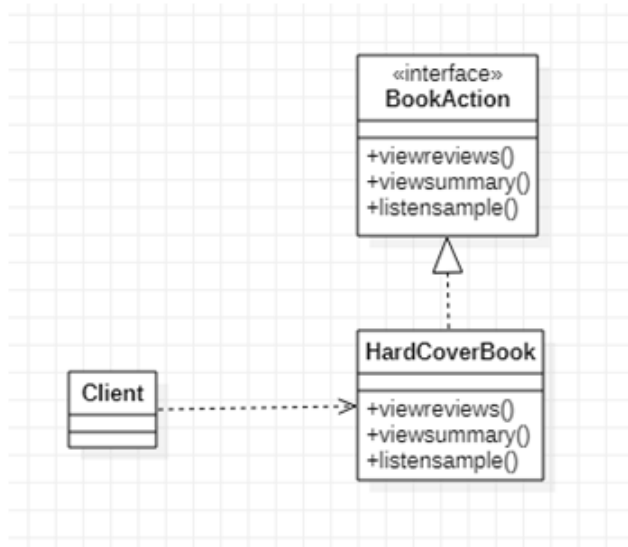 «interface»
BookAction
+viewreviews()
+viewsummary()
+listensample()
HardCoverBook
+viewreviews()
+viewsummary()
+listensample()
Client